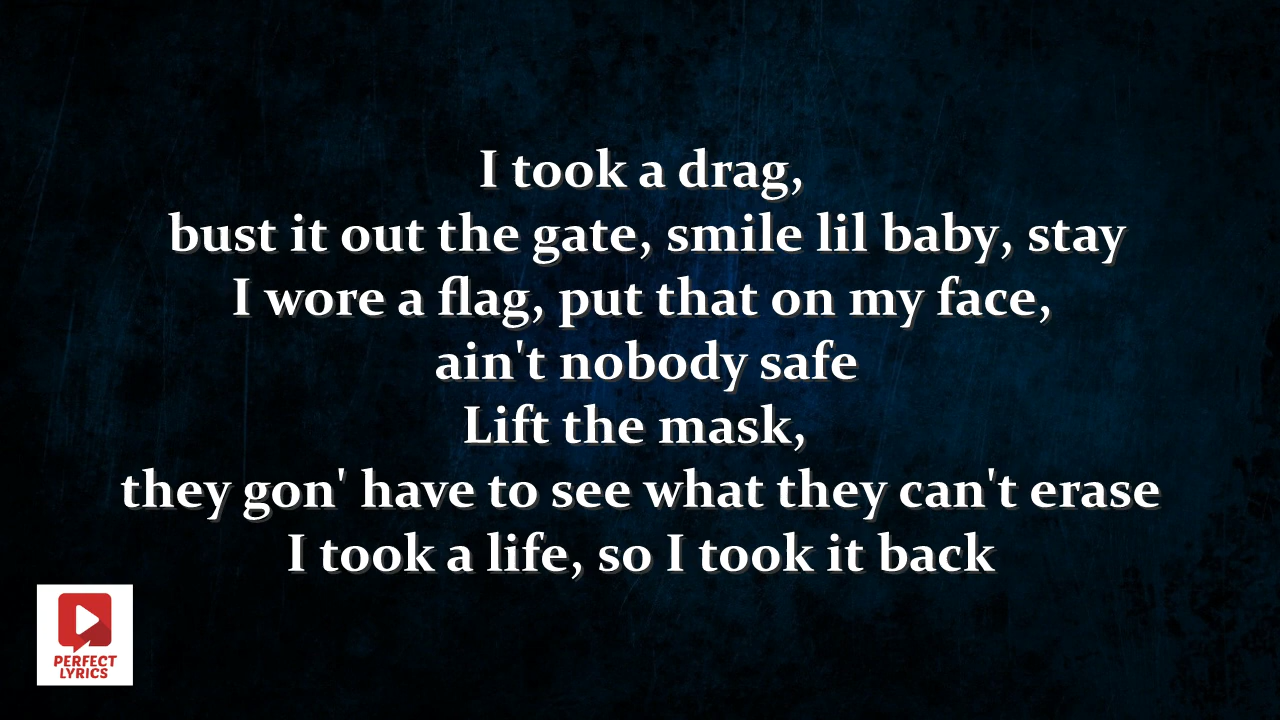 I took a drag,
bust it out the gate, smile lil baby, stay
I wore a flag, put that on my face,
ain't nobody safe
Lift the mask,
they gon' have to see what they can't erase
I took a life, so I took it back
PERFECT
LYRICS